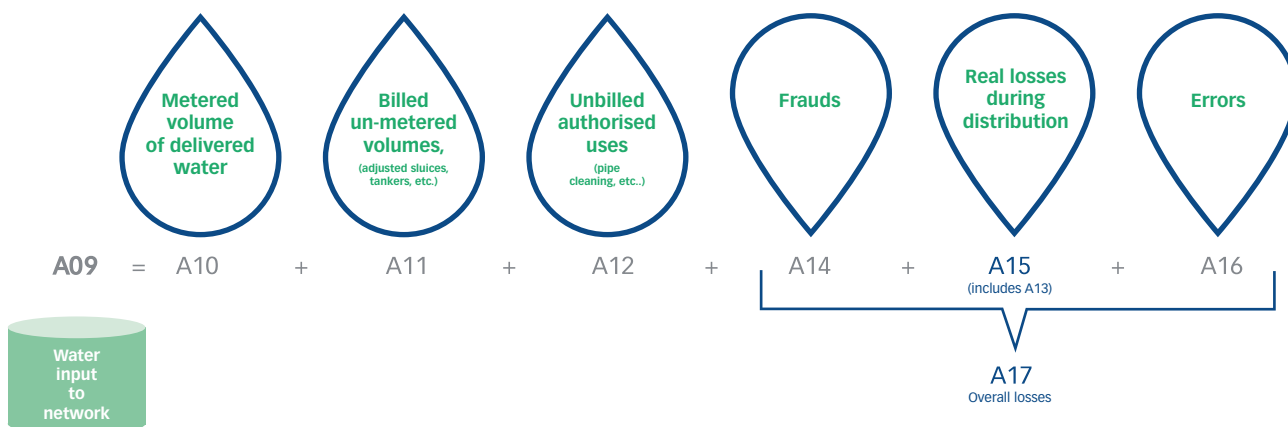 Metered
volume
of delivered
water
Billed
un-metered
volumes,
(adjusted sluices,
tankers, etc.)
Unbilled
authorised
uses
(pipe
cleaning, etc..)
Frauds
Real losses
during
distribution
Errors
A09 = A10 + A11 + A12 + A14 + A15 + A16
(includes A13)
Water
input
to
network
A17
Overall losses